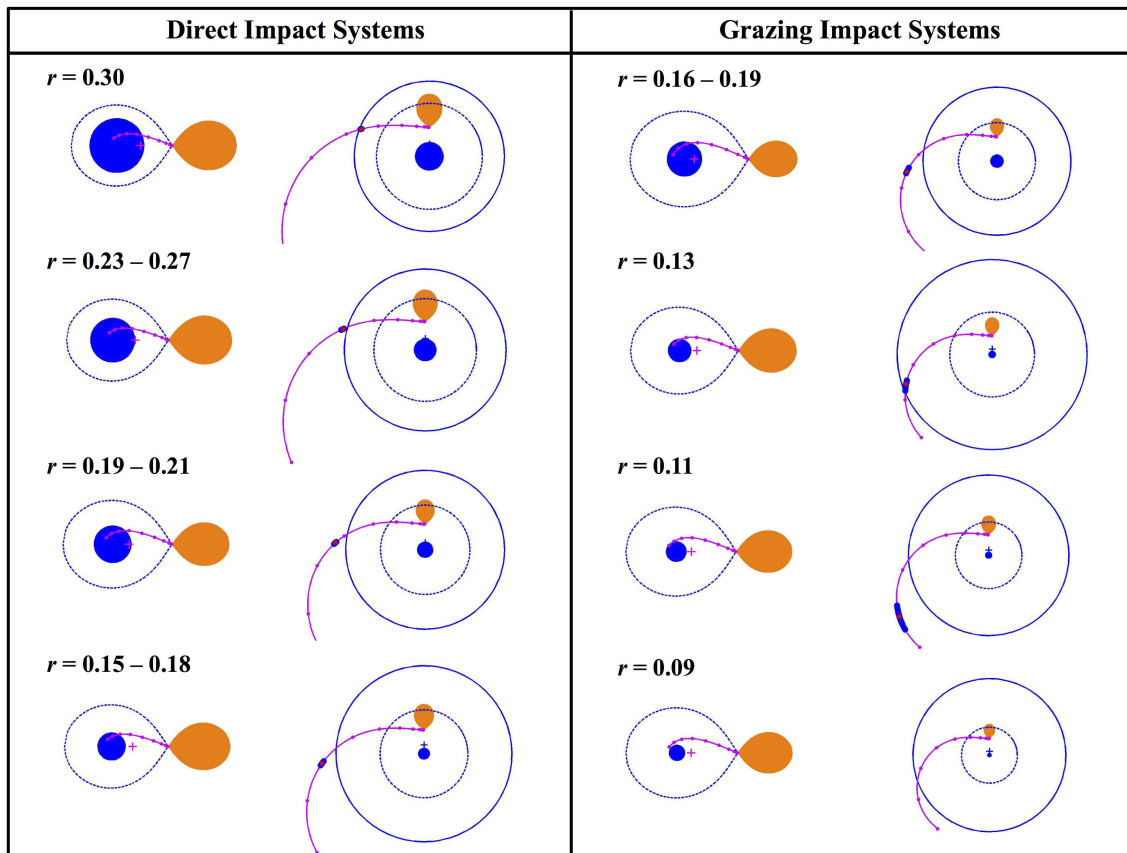 Direct Impact Systems
Grazing Impact Systems
r = 0.30
r = 0.16 – 0.19
r = 0.23 – 0.27
r = 0.13
r = 0.19 – 0.21
r = 0.11
r = 0.15 – 0.18
r = 0.09